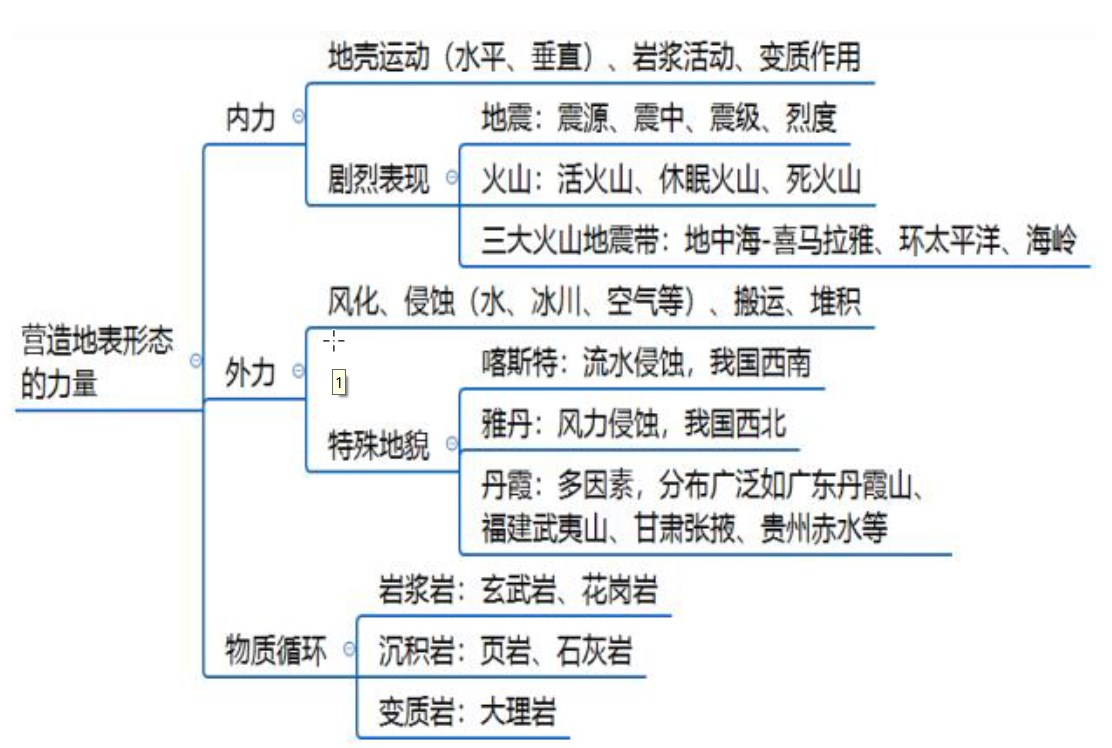 地壳运动（水平、垂直）、岩浆活动、变质作用
内力
地震：震源、震中、震级、烈度
剧烈表现
火山：活火山、休眠火山、死火山
三大火山地震带：地中海-喜马拉雅、环太平洋、海岭
营造地表形态
的力量
风化、侵蚀（水、冰川、空气等）、搬运、堆积
外力
1
喀斯特：流水侵蚀，我国西南
特殊地貌
雅丹：风力侵蚀，我国西北
丹霞：多因素，分布广泛如广东丹霞山、
福建武夷山、甘肃张掖、贵州赤水等
岩浆岩：玄武岩、花岗岩
物质循环
沉积岩：页岩、石灰岩
变质岩：大理岩